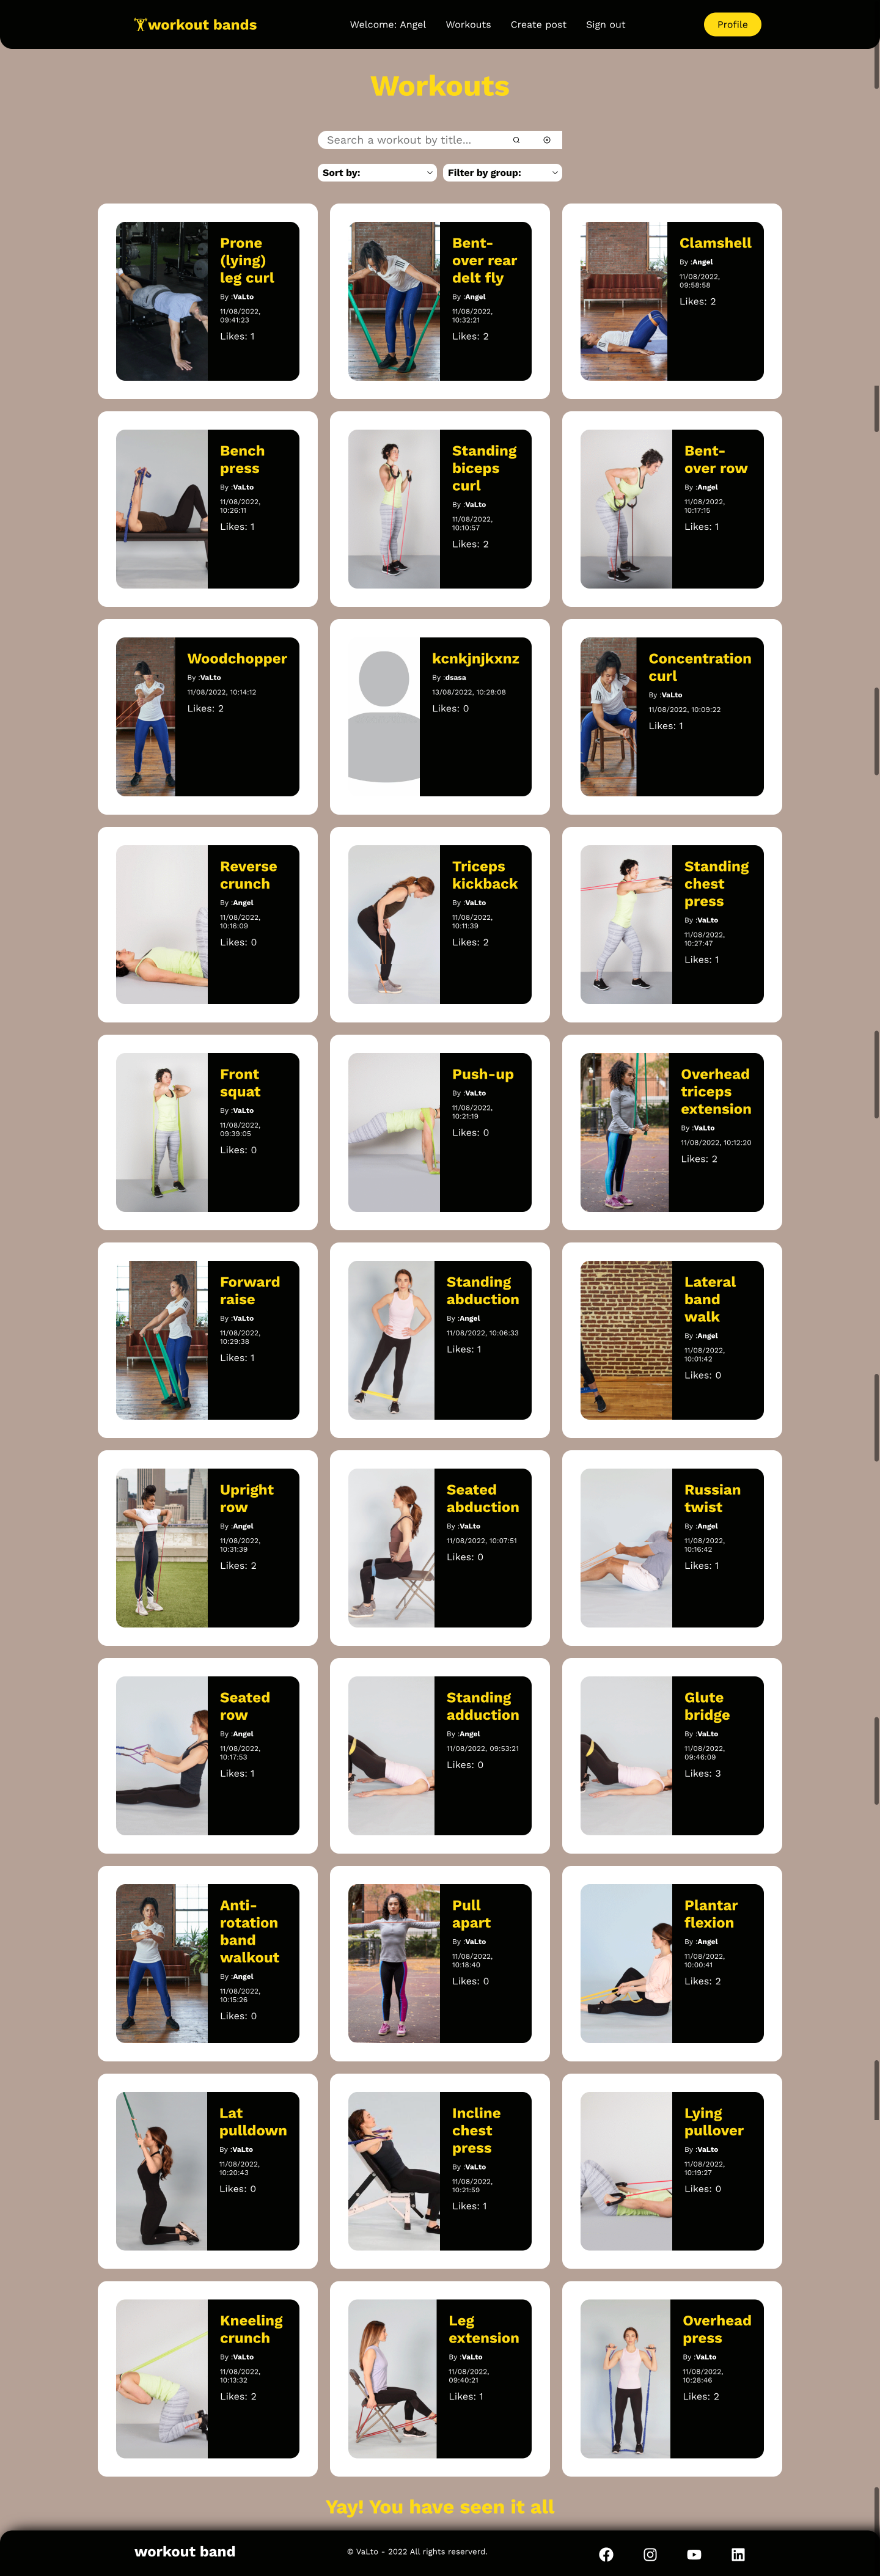 workout bands
Welcome: Angel
Workouts
Create post
Sign out
Profile
Workouts
Search a workout by title...
Sort by:
Filter by group:
Prone
(lying)
leg curl
By :VaLto
11/08/2022,
09:41:23
Likes: 1
Bent-
over rear
delt fly
By :Angel
11/08/2022,
10:32:21
Likes: 2
Clamshell
By :Angel
11/08/2022,
09:58:58
Likes: 2
Bench
press
By :VaLto
11/08/2022,
10:26:11
Likes: 1
Standing
biceps
curl
By :VaLto
11/08/2022,
10:10:57
Likes: 2
Bent-
over row
By :Angel
11/08/2022,
10:17:15
Likes: 1
Woodchopper
By :VaLto
11/08/2022, 10:14:12
Likes: 2
kcnkjnjkxnz
By :dsasa
13/08/2022, 10:28:08
Likes: 0
Concentration
curl
By :VaLto
11/08/2022, 10:09:22
Likes: 1
Reverse
crunch
By :Angel
11/08/2022,
10:16:09
Likes: 0
Triceps
kickback
By :VaLto
11/08/2022,
10:11:39
Likes: 2
Standing
chest
press
By :VaLto
11/08/2022,
10:27:47
Likes: 1
Front
squat
By :VaLto
11/08/2022,
09:39:05
Likes: 0
Push-up
By :VaLto
11/08/2022,
10:21:19
Likes: 0
Overhead
triceps
extension
By :VaLto
11/08/2022, 10:12:20
Likes: 2
Forward
raise
By :VaLto
11/08/2022,
10:29:38
Likes: 1
Standing
abduction
By :Angel
11/08/2022, 10:06:33
Likes: 1
Lateral
band
walk
By :Angel
11/08/2022,
10:01:42
Likes: 0
Upright
row
By :Angel
11/08/2022,
10:31:39
Likes: 2
Seated
abduction
By :VaLto
11/08/2022, 10:07:51
Likes: 0
Russian
twist
By :Angel
11/08/2022,
10:16:42
Likes: 1
Seated
row
By :Angel
11/08/2022,
10:17:53
Likes: 1
Standing
adduction
By :Angel
11/08/2022, 09:53:21
Likes: 0
Glute
bridge
By :VaLto
11/08/2022,
09:46:09
Likes: 3
Anti-
rotation
band
walkout
By :Angel
11/08/2022,
10:15:26
Likes: 0
Pull
apart
By :VaLto
11/08/2022,
10:18:40
Likes: 0
Plantar
flexion
By :Angel
11/08/2022,
10:00:41
Likes: 2
Lat
pulldown
By :VaLto
11/08/2022,
10:20:43
Likes: 0
Incline
chest
press
By :VaLto
11/08/2022,
10:21:59
Likes: 1
Lying
pullover
By :VaLto
11/08/2022,
10:19:27
Likes: 0
Kneeling
crunch
By :VaLto
11/08/2022,
10:13:32
Likes: 2
Leg
extension
By :VaLto
11/08/2022,
09:40:21
Likes: 1
Overhead
press
By :VaLto
11/08/2022,
10:28:46
Likes: 2
Yay! You have seen it all
workout band
© VaLto - 2022 All rights reserverd.